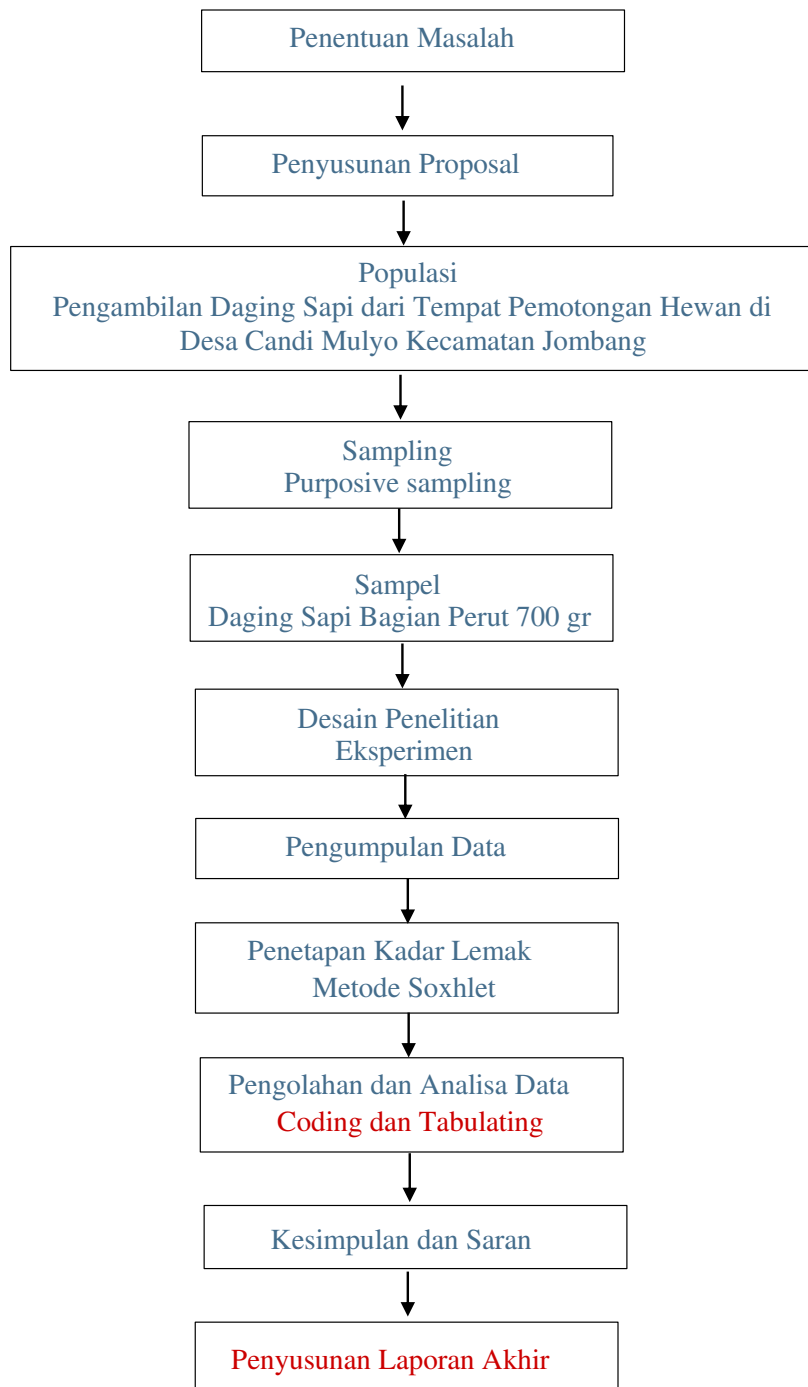 Penentuan Masalah
Penyusunan Proposal
Populasi
Pengambilan Daging Sapi dari Tempat Pemotongan Hewan di
Desa Candi Mulyo Kecamatan Jombang
Sampling
Purposive sampling
Sampel
Daging Sapi Bagian Perut 700 gr
Desain Penelitian
Eksperimen
Pengumpulan Data
Penetapan Kadar Lemak
Metode Soxhlet
Pengolahan dan Analisa Data
Coding dan Tabulating
Kesimpulan dan Saran
Penyusunan Laporan Akhir